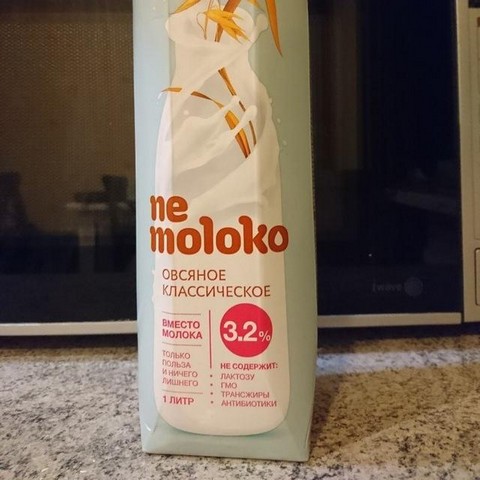 ne
moloko
ОВСЯНОЕ
КЛАССИЧЕСКОЕ
ВМЕСТО
МОЛОКА
3.2%
ТОЛЬКО
ПОЛЬЗА
И НИЧЕГО
ЛИШНЕГО
1 ЛИТР
НЕ СОДЕРЖИТ:
• ЛАКТОЗУ
• ГМО
• ТРАНСЖИРЫ
• АНТИБИОТИКИ